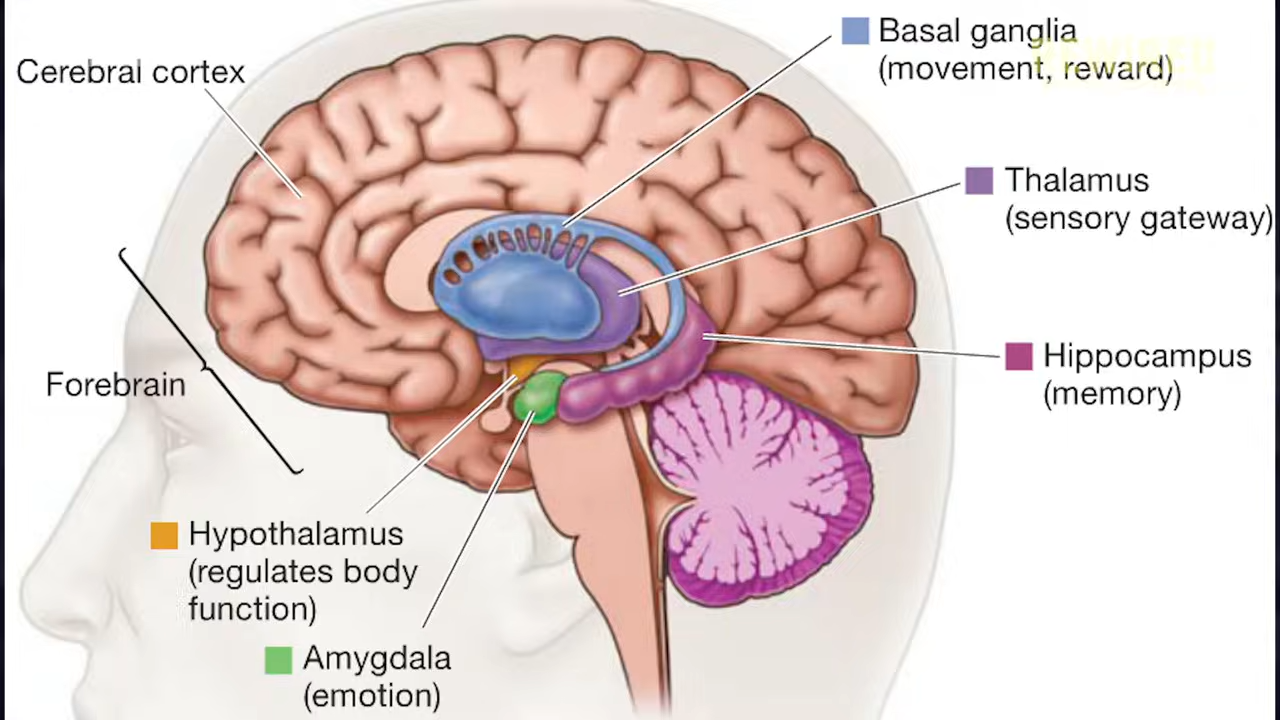 Basal ganglia
(movement, reward)
Cerebral cortex
Thalamus
(sensory gateway)
Hippocampus
(memory)
Forebrain
Hypothalamus
(regulates body
function)
Amygdala
(emotion)